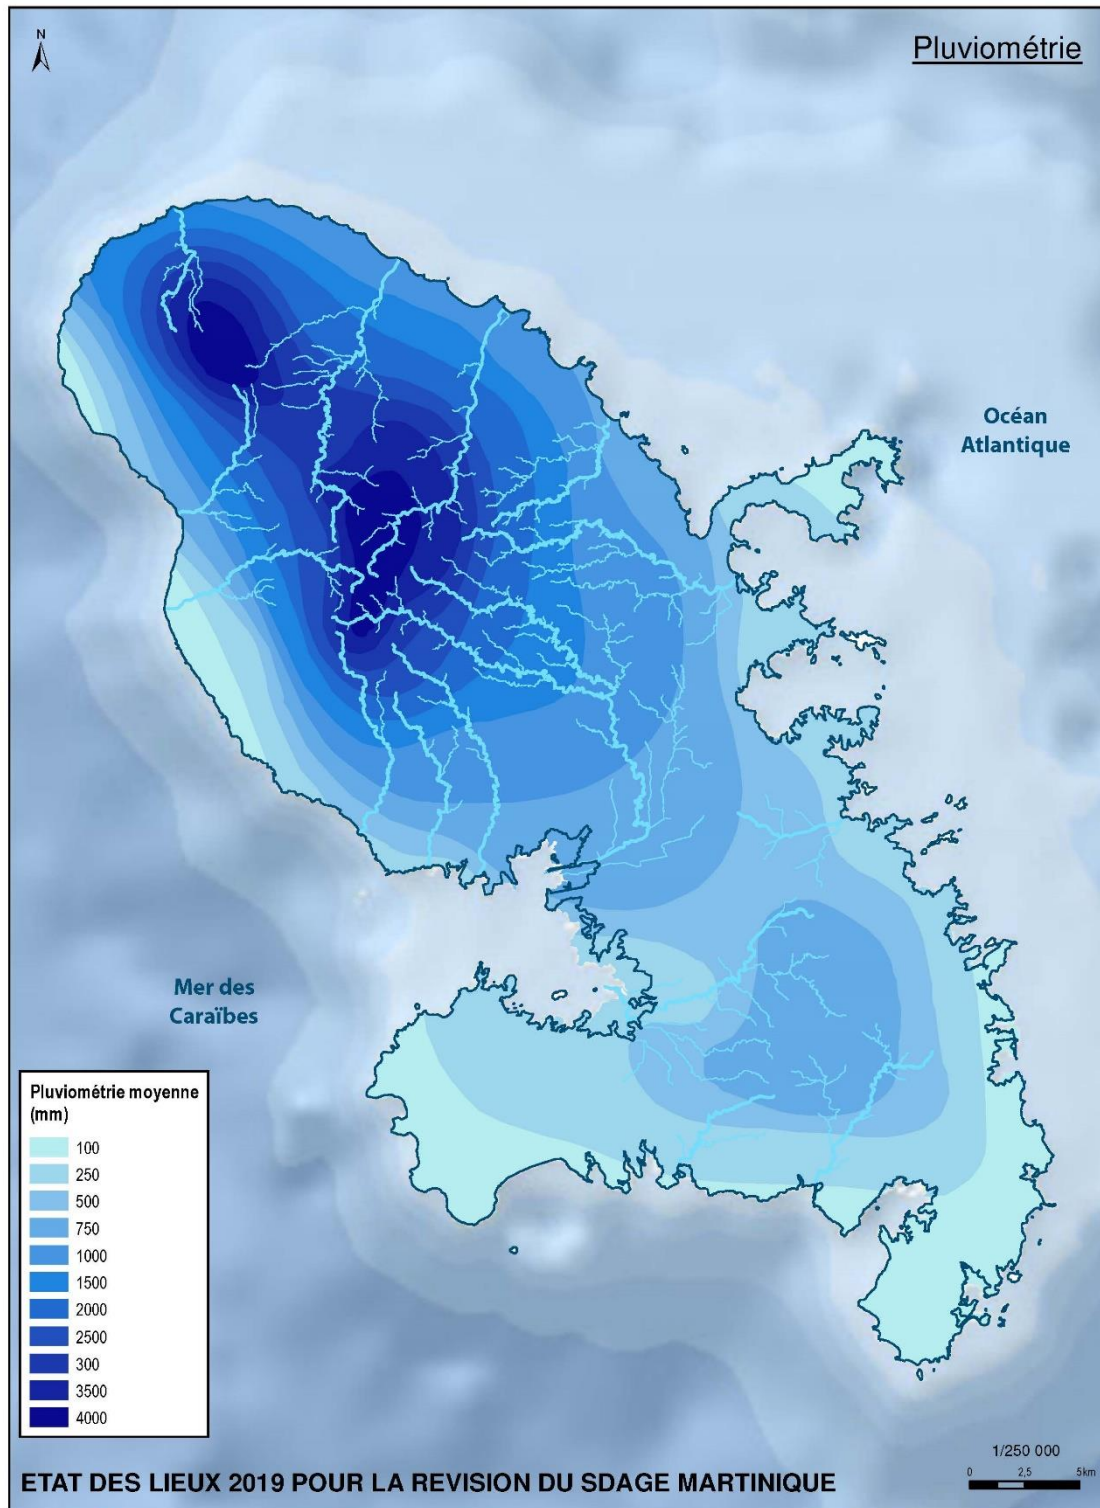 N
Pluviométrie
Océan
Atlantique
Mer des
Caraïbes
Pluviométrie moyenne
(mm)
100
250
500
750
1000
1500
2000
2500
300
3500
4000
1/250 000
0 2,5 5km
ETAT DES LIEUX 2019 POUR LA REVISION DU SDAGE MARTINIQUE